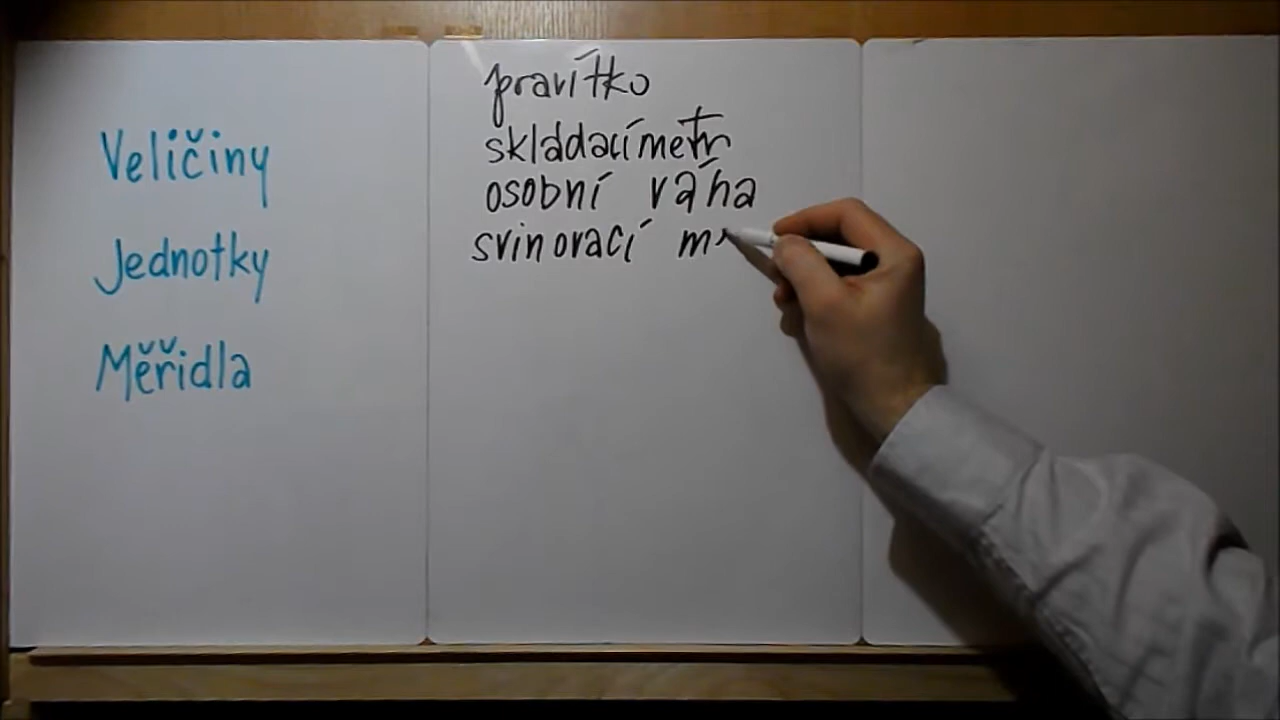 Veličiny
Jednotky
Měřidla
pravítko
skládací metr
osobní váha
svinovací